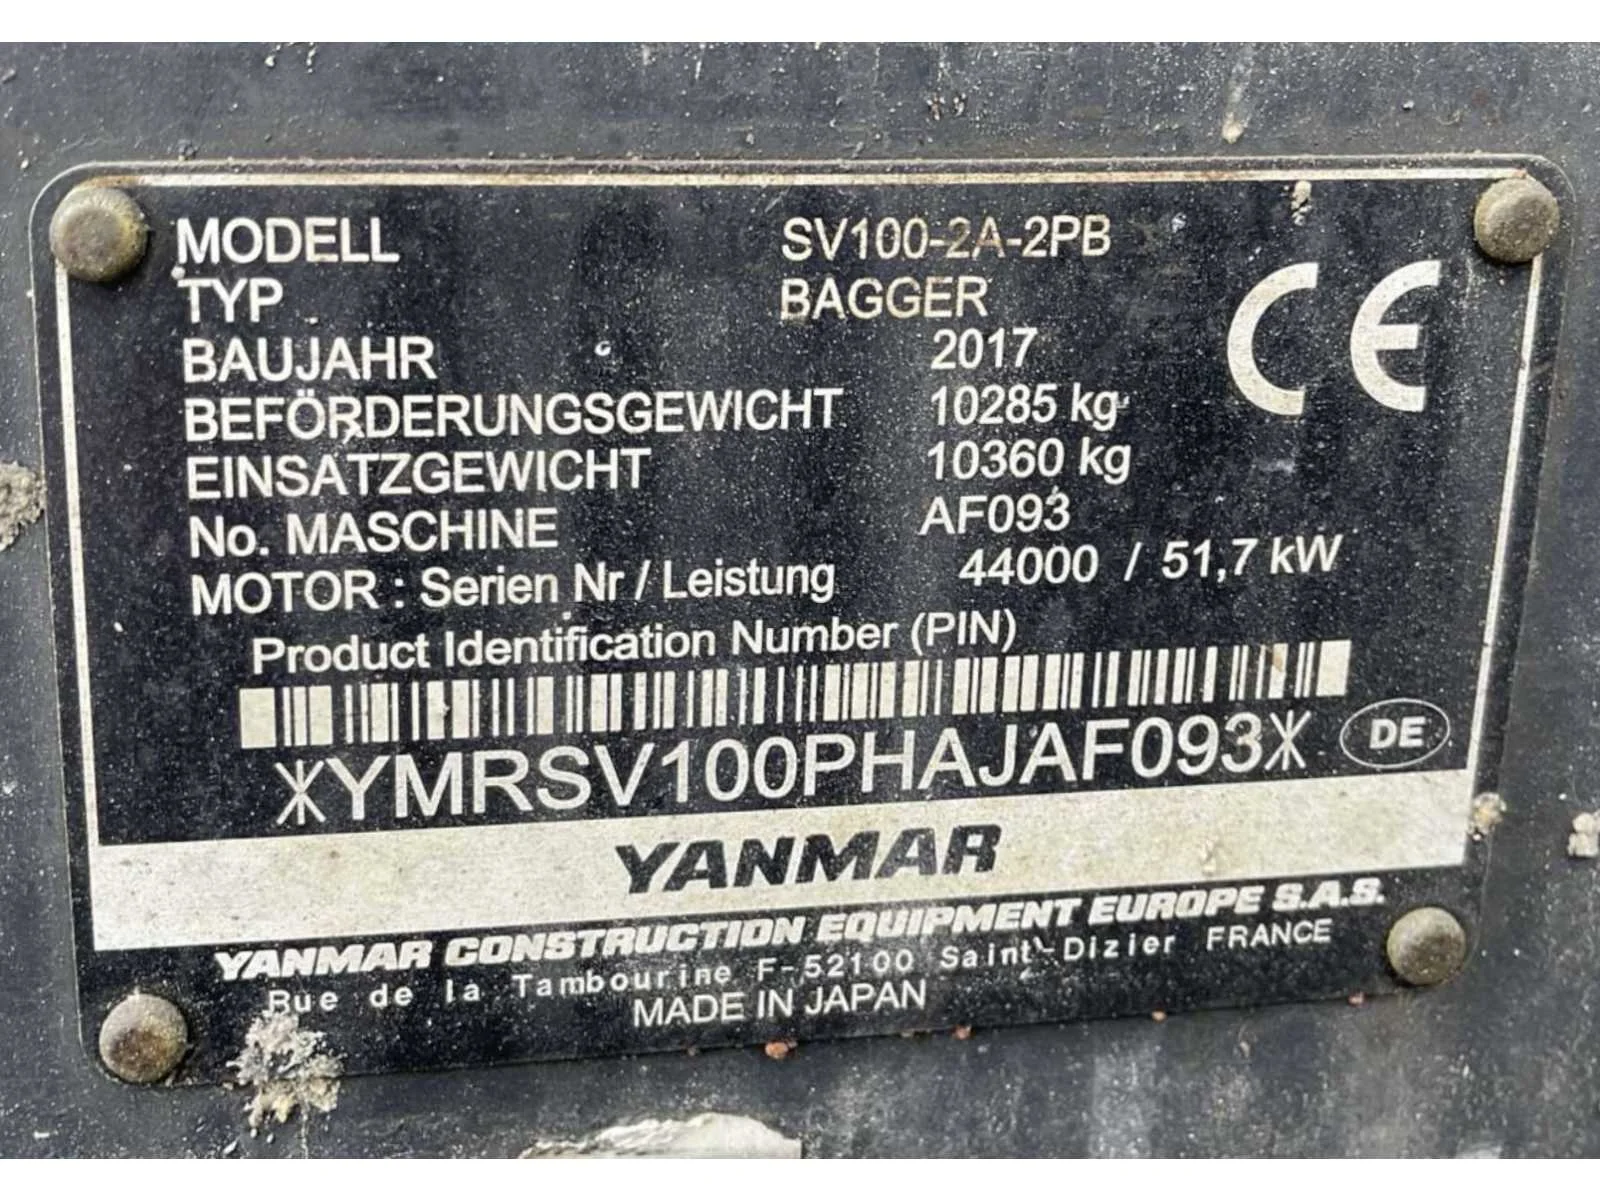 MODELL SV100-2A-2PB
TYP BAGGER
BAUJAHR 2017
BEFÖRDERUNGSGEWICHT 10285 kg
EINSATZGEWICHT 10360 kg
No. MASCHINE AF093
MOTOR : Serien Nr / Leistung 44000 / 51,7 kW
CE
Product Identification Number (PIN)
YMRSV100PHAJAF093
DE
YANMAR
YANMAR CONSTRUCTION EQUIPMENT EUROPE S.A.S.
Rue de la Tambourine F-52100 Saint-Dizier FRANCE
MADE IN JAPAN